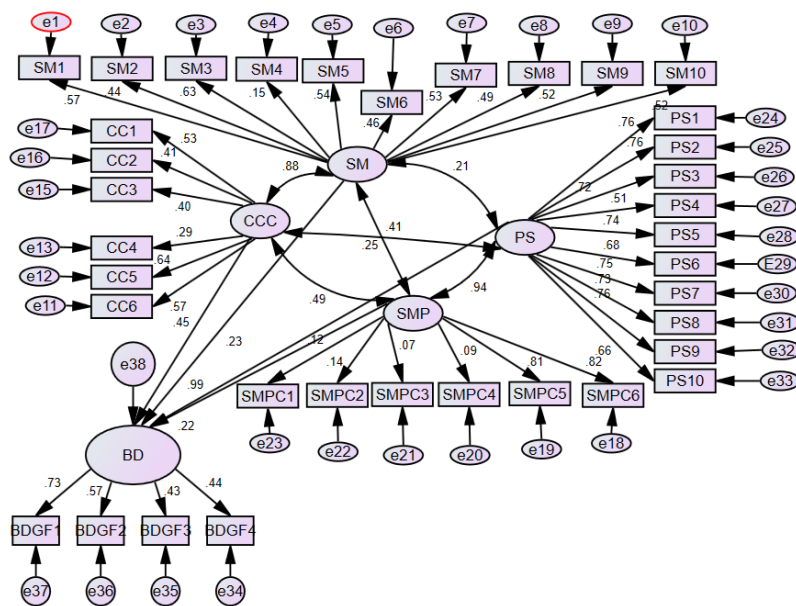 e1 e2 e3 e4 e5 e6 e7 e8 e9 e10
SM1 SM2 SM3 SM4 SM5 SM6 SM7 SM8 SM9 SM10
.57 .44 .63 .15 .54 .46 .53 .49 .52 .52
e17 CC1 .53
e16 CC2 .41
e15 CC3 .40
e13 CC4 .29
e12 CC5 .64
e11 CC6 .57
SM
CCC
PS
SMP
.88
.21
.41
.25
.49
.94
.76 PS1 e24
.76 PS2 e25
.72 PS3 e26
.51 PS4 e27
.74 PS5 e28
.68 PS6 E29
.75 PS7 e30
.73 PS8 e31
.76 PS9 e32
.66 PS10 e33
.45
.23
.99
.22
.12 .14 .07 .09 .81 .82
SMPC1 SMPC2 SMPC3 SMPC4 SMPC5 SMPC6
e23 e22 e21 e20 e19 e18
e38
BD
.73 .57 .43 .44
BDGF1 BDGF2 BDGF3 BDGF4
e37 e36 e35 e34